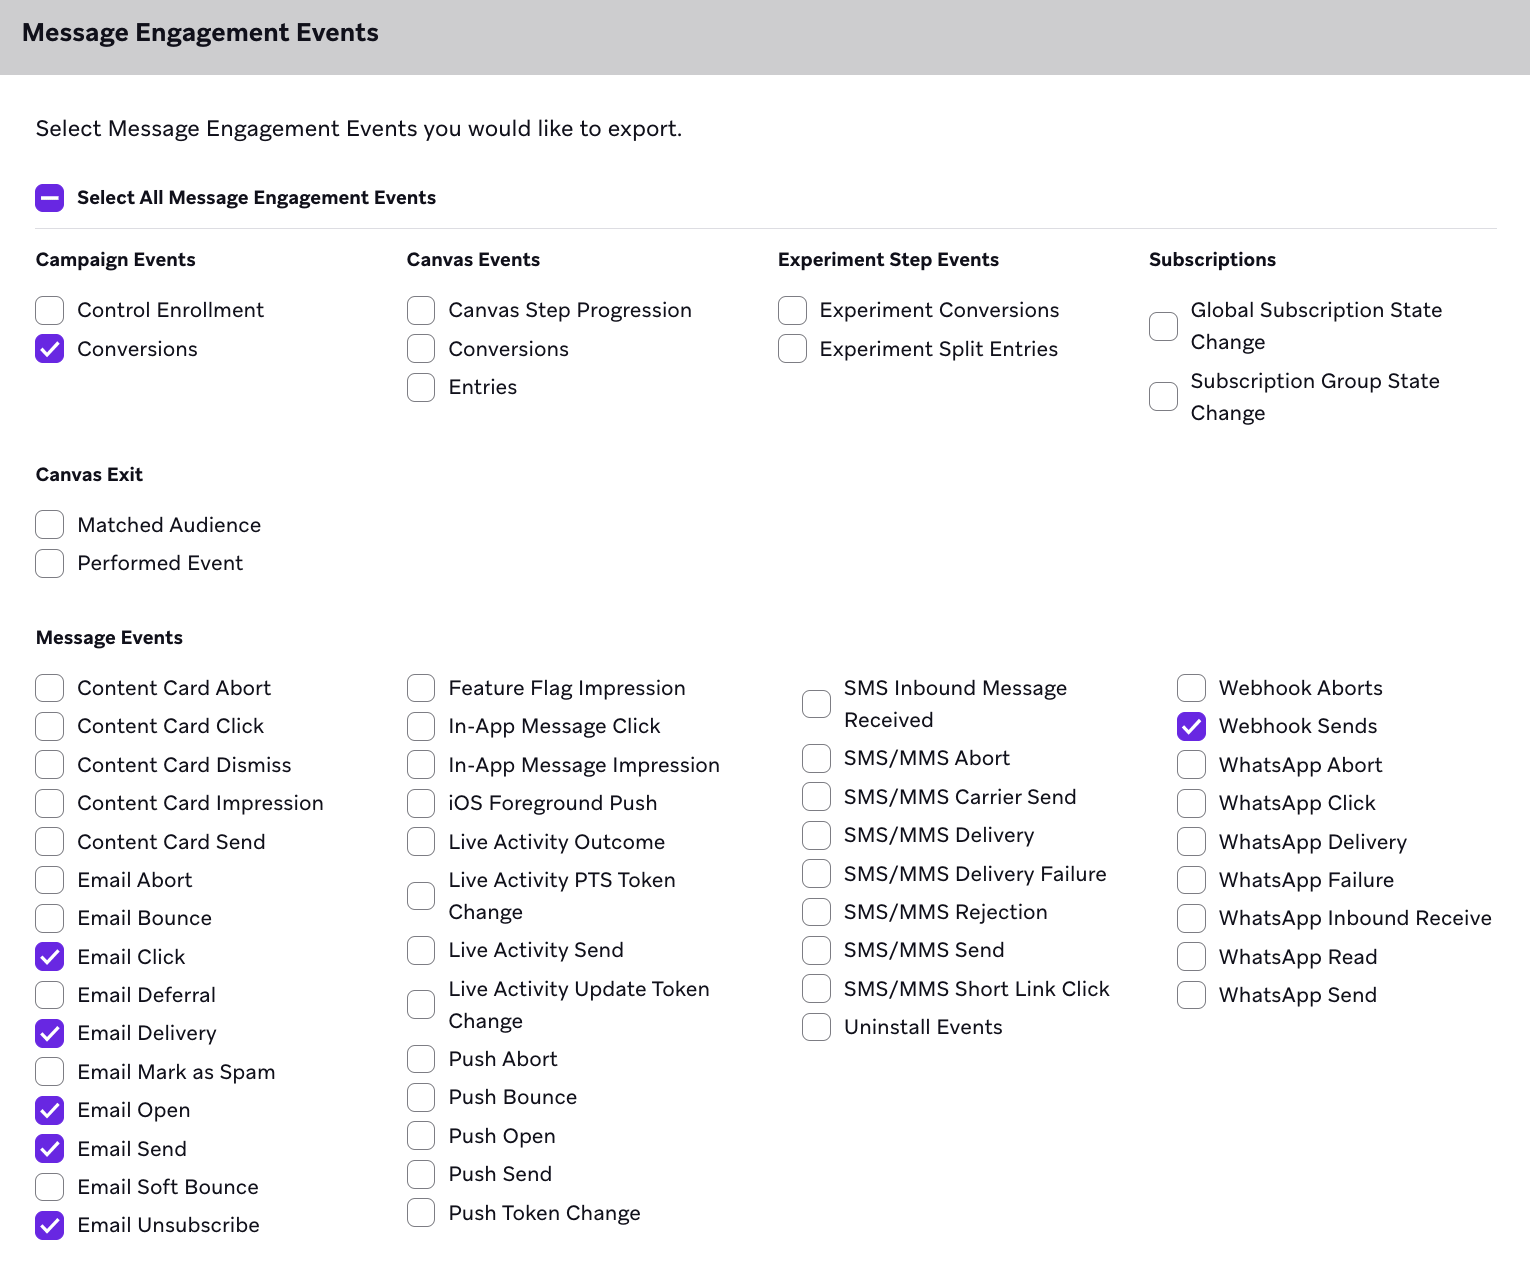 Message Engagement Events
Select Message Engagement Events you would like to export.
Select All Message Engagement Events
Campaign Events
Control Enrollment
Conversions
Canvas Events
Canvas Step Progression
Conversions
Entries
Experiment Step Events
Experiment Conversions
Experiment Split Entries
Subscriptions
Global Subscription State
Change
Subscription Group State
Change
Canvas Exit
Matched Audience
Performed Event
Message Events
Content Card Abort
Content Card Click
Content Card Dismiss
Content Card Impression
Content Card Send
Email Abort
Email Bounce
Email Click
Email Deferral
Email Delivery
Email Mark as Spam
Email Open
Email Send
Email Soft Bounce
Email Unsubscribe
Feature Flag Impression
In-App Message Click
In-App Message Impression
iOS Foreground Push
Live Activity Outcome
Live Activity PTS Token
Change
Live Activity Send
Live Activity Update Token
Change
Push Abort
Push Bounce
Push Open
Push Send
Push Token Change
SMS Inbound Message
Received
SMS/MMS Abort
SMS/MMS Carrier Send
SMS/MMS Delivery
SMS/MMS Delivery Failure
SMS/MMS Rejection
SMS/MMS Send
SMS/MMS Short Link Click
Uninstall Events
Webhook Aborts
Webhook Sends
WhatsApp Abort
WhatsApp Click
WhatsApp Delivery
WhatsApp Failure
WhatsApp Inbound Receive
WhatsApp Read
WhatsApp Send